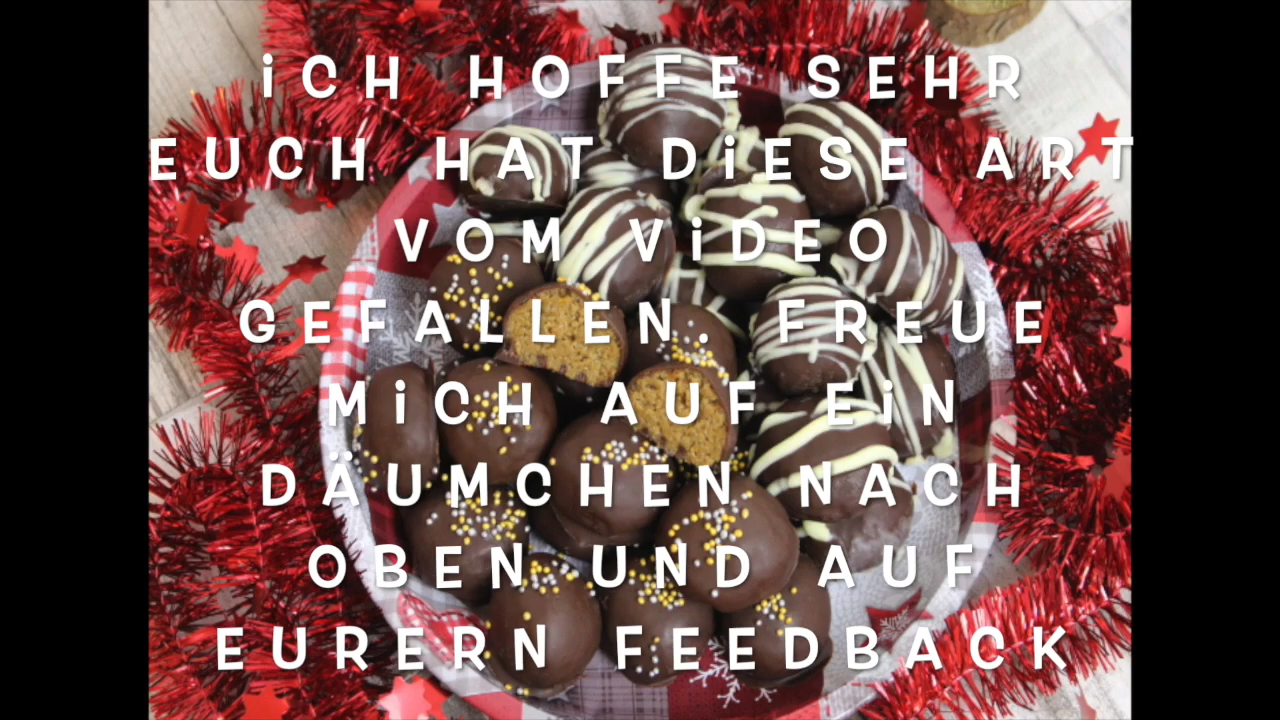 iCH HOFFE SEHR
EUCH HAT DiESE ART
VOM ViDEO
GEFALLEN. FREUE
MiCH AUF EiN
DÄUMCHEN NACH
OBEN UND AUF
EURERN FEEDBACK